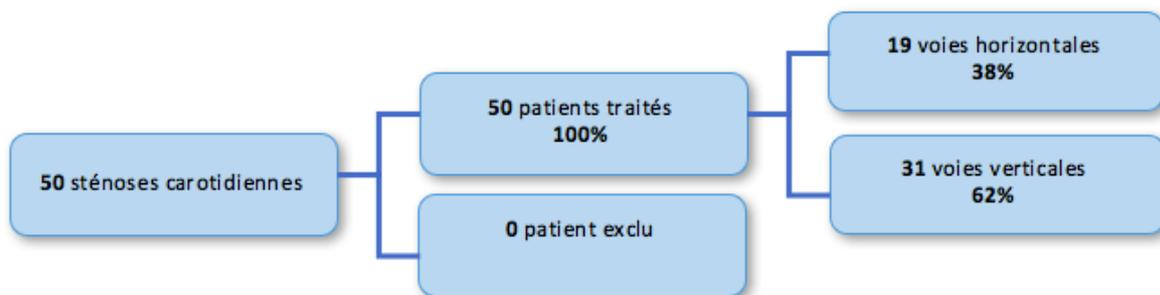 50 sténoses carotidiennes
50 patients traités
100%
0 patient exclu
19 voies horizontales
38%
31 voies verticales
62%